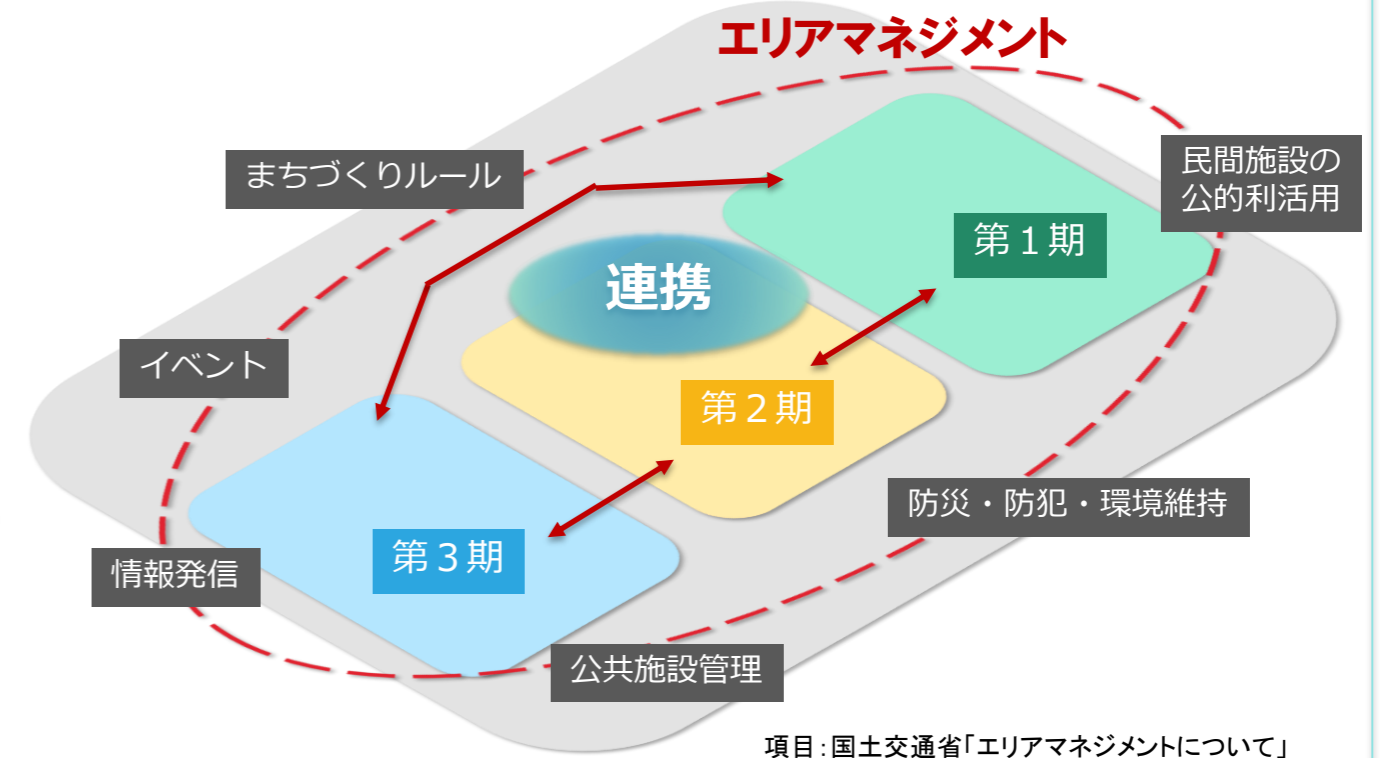 エリアマネジメント
まちづくりルール
民間施設の
公的利活用
第１期
連携
イベント
第２期
防災・防犯・環境維持
第３期
情報発信
公共施設管理
項目：国土交通省「エリアマネジメントについて」